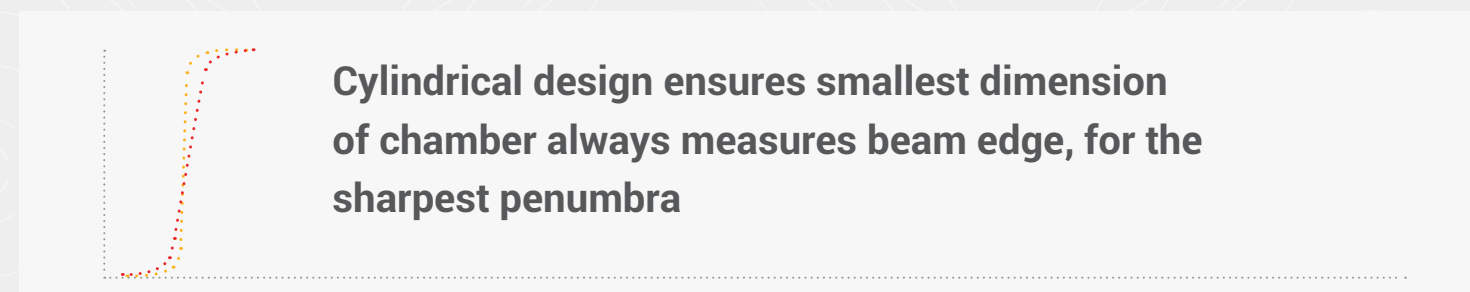 Cylindrical design ensures smallest dimension
of chamber always measures beam edge, for the
sharpest penumbra